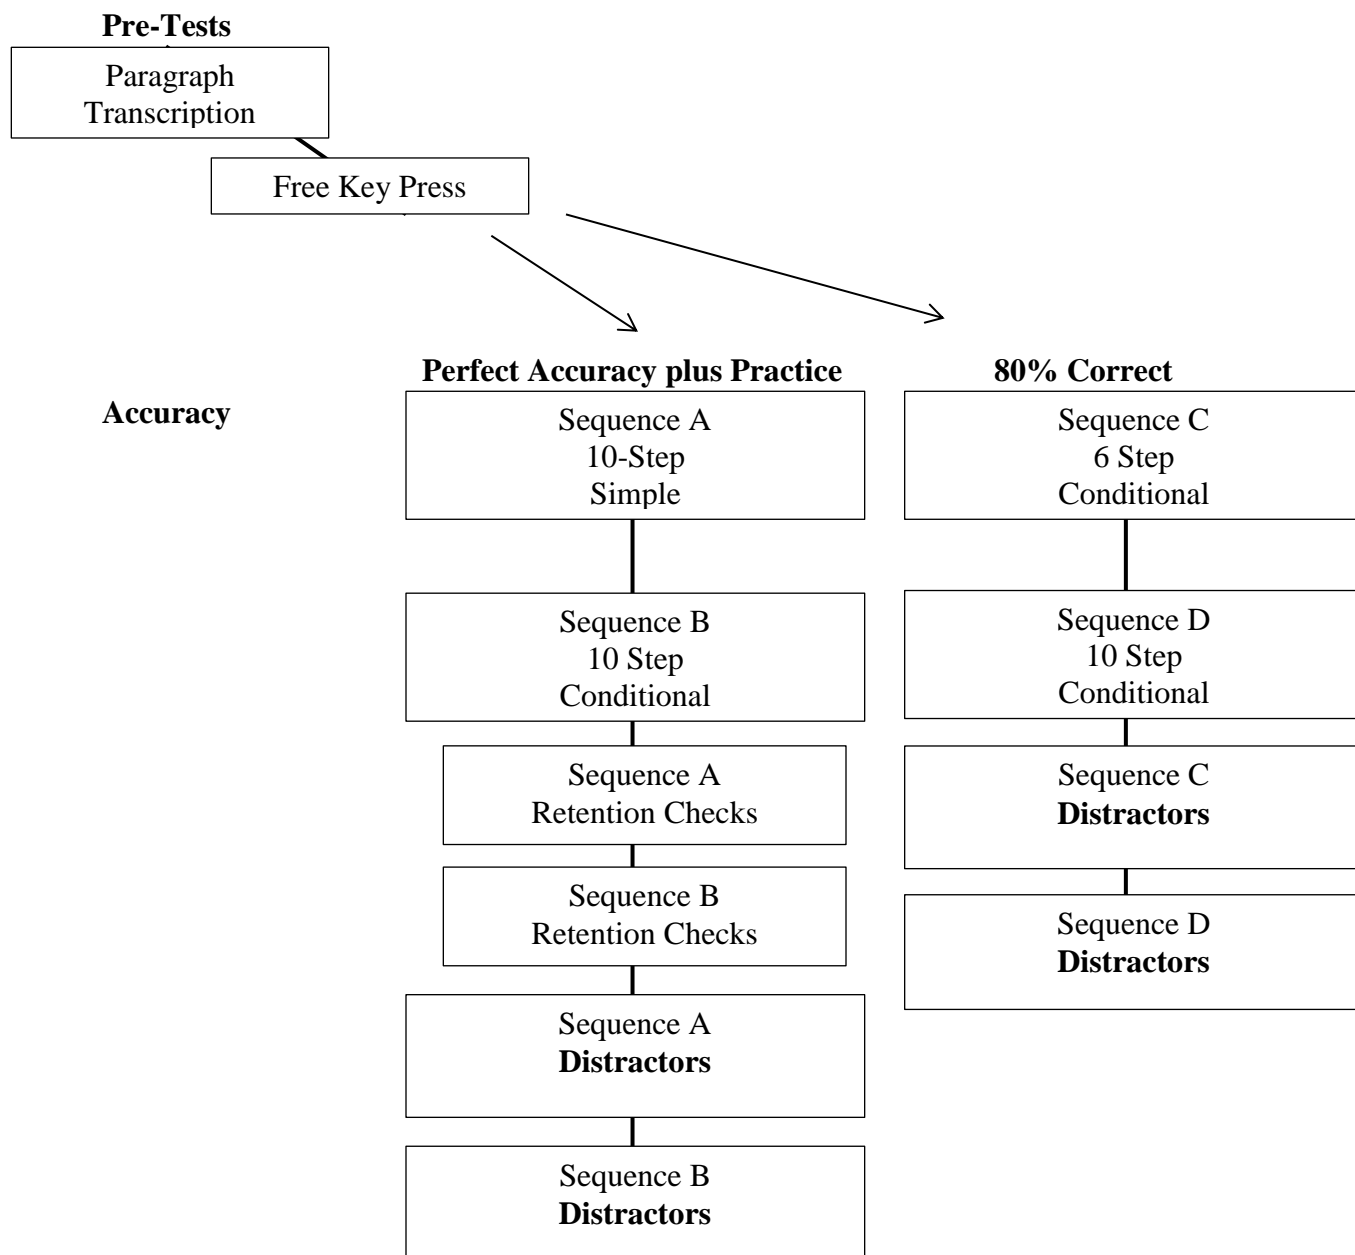 Pre-Tests
Paragraph
Transcription
Free Key Press
Perfect Accuracy plus Practice
80% Correct
Accuracy
Sequence A
10-Step
Simple
Sequence C
6 Step
Conditional
Sequence B
10 Step
Conditional
Sequence D
10 Step
Conditional
Sequence A
Retention Checks
Sequence C
Distractors
Sequence B
Retention Checks
Sequence D
Distractors
Sequence A
Distractors
Sequence B
Distractors